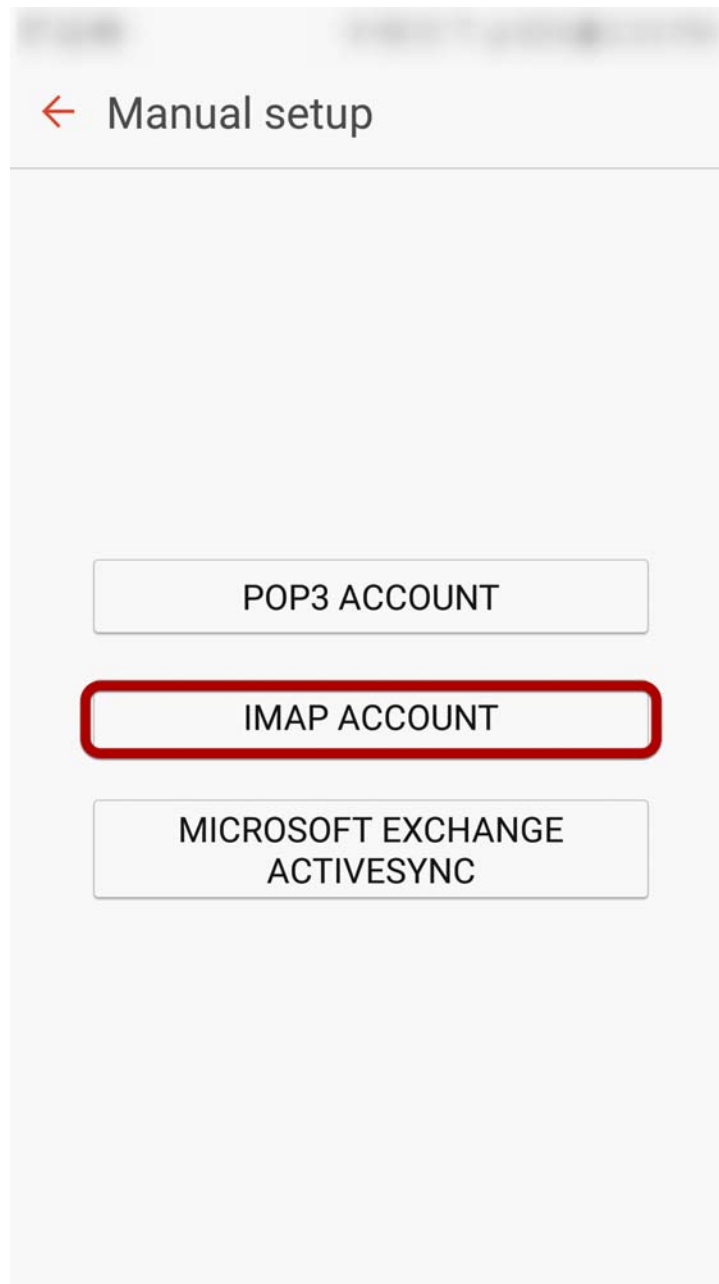 Manual setup
POP3 ACCOUNT
IMAP ACCOUNT
MICROSOFT EXCHANGE
ACTIVESYNC